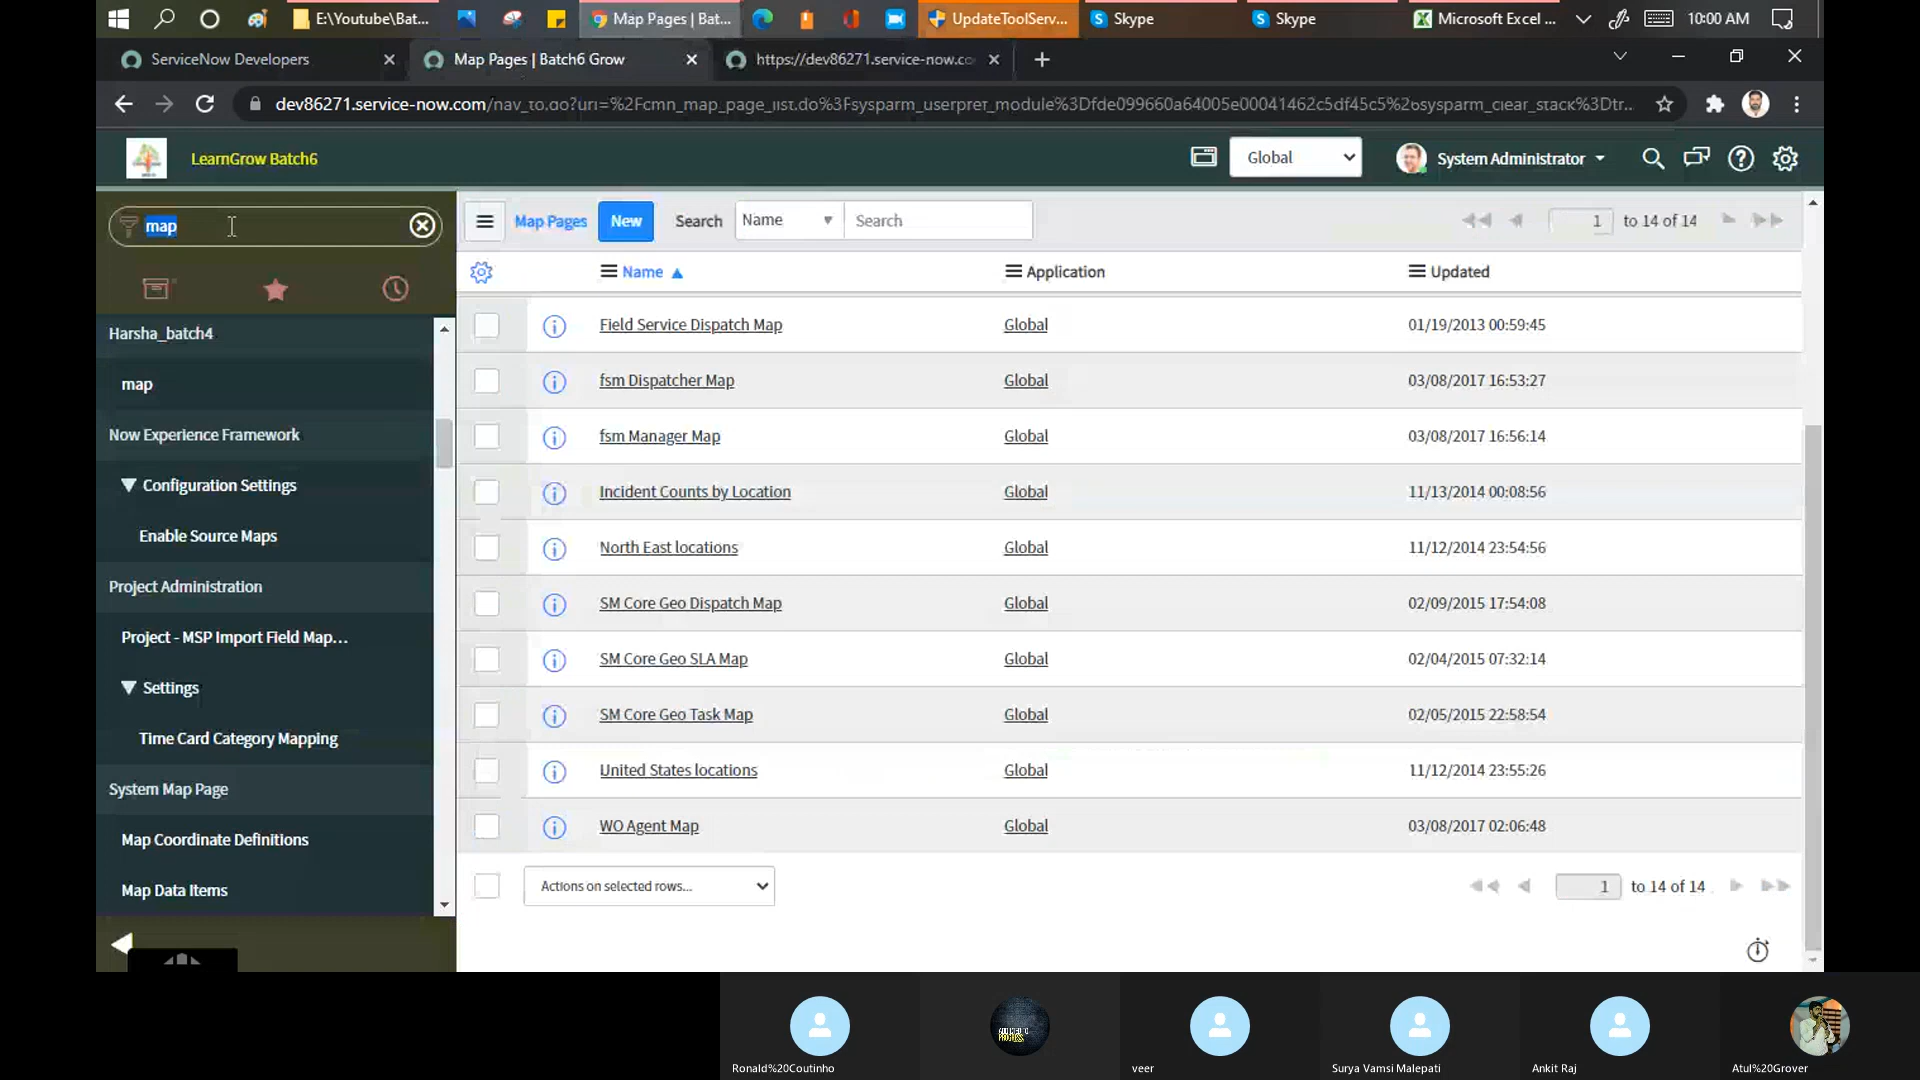 E:\Youtube\Bat...
Map Pages | Bat...
UpdateToolServ...
Skype
Skype
Microsoft Excel ...
10:00 AM
ServiceNow Developers
Map Pages | Batch6 Grow
https://dev86271.service-now.co
dev86271.service-now.com/nav_to.do?uri=%2Fcmn_map_page_list.do%3Fsysparm_userpref_module%3Dfde099660a64005e00041462c5df45c5%26sysparm_clear_stack%3Dtr...
LearnGrow Batch6
Global
System Administrator
map
Map Pages
New
Search
Name
Search
1
to 14 of 14
Name
Application
Updated
Harsha_batch4
map
Now Experience Framework
Configuration Settings
Enable Source Maps
Project Administration
Project - MSP Import Field Map...
Settings
Time Card Category Mapping
System Map Page
Map Coordinate Definitions
Map Data Items
Field Service Dispatch Map Global 01/19/2013 00:59:45
fsm Dispatcher Map Global 03/08/2017 16:53:27
fsm Manager Map Global 03/08/2017 16:56:14
Incident Counts by Location Global 11/13/2014 00:08:56
North East locations Global 11/12/2014 23:54:56
SM Core Geo Dispatch Map Global 02/09/2015 17:54:08
SM Core Geo SLA Map Global 02/04/2015 07:32:14
SM Core Geo Task Map Global 02/05/2015 22:58:54
United States locations Global 11/12/2014 23:55:26
WO Agent Map Global 03/08/2017 02:06:48
Actions on selected rows...
1
to 14 of 14
Ronald%20Coutinho
veer
Surya Vamsi Malepati
Ankit Raj
Atul%20Grover